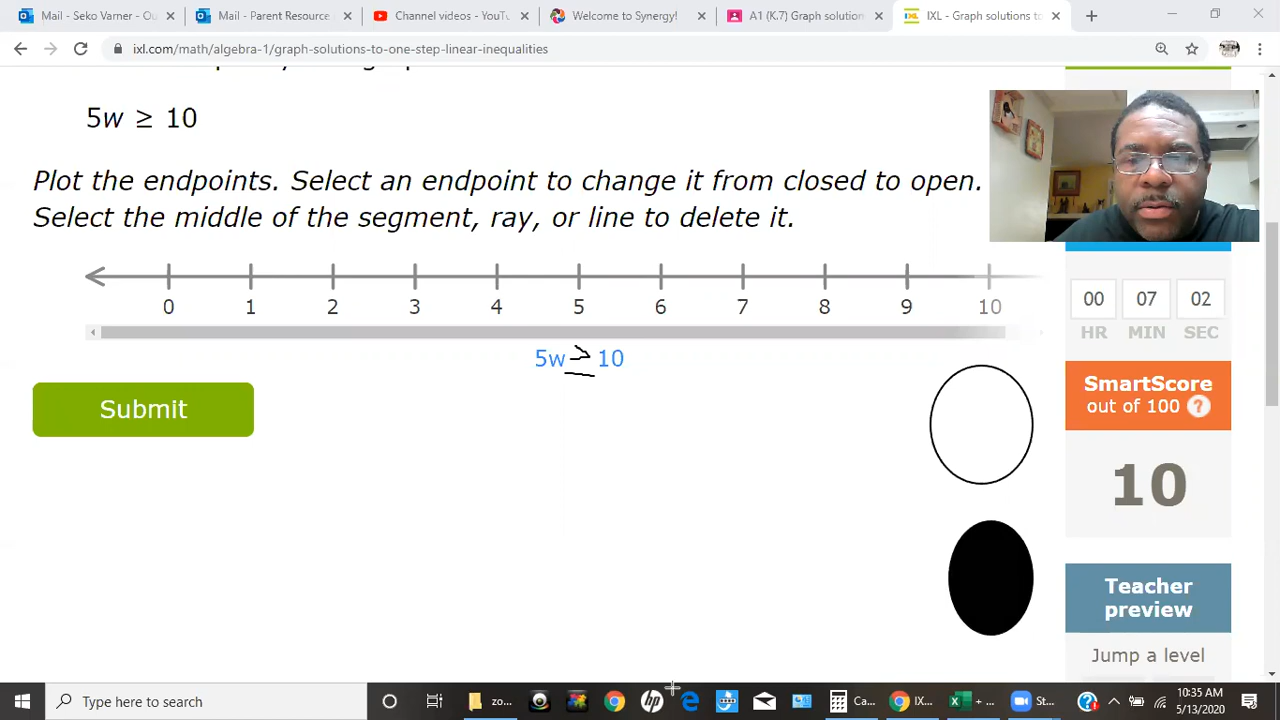 Mail - Seko Varner - Ou
Mail - Parent Resource
Channel videos - YouTu
Welcome to Synergy!
A1 (K.7) Graph solution
IXL - Graph solutions to
ixl.com/math/algebra-1/graph-solutions-to-one-step-linear-inequalities
5w ≥ 10
Plot the endpoints. Select an endpoint to change it from closed to open.
Select the middle of the segment, ray, or line to delete it.
0 1 2 3 4 5 6 7 8 9 10
5w ≥ 10
Submit
00 07 02
HR MIN SEC
SmartScore
out of 100 ?
10
Teacher
preview
Jump a level
Type here to search
zo...
Ca...
IX...
+ ...
St...
10:35 AM
5/13/2020